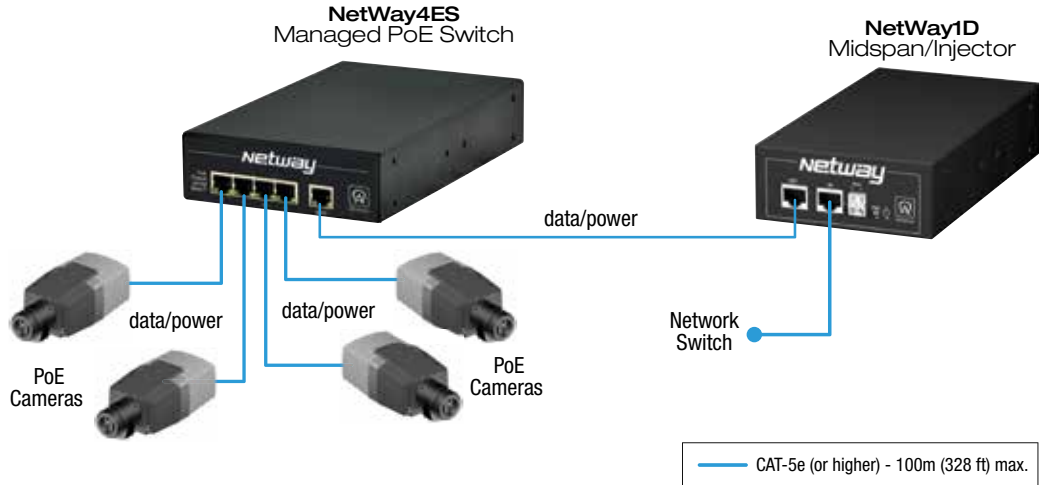 NetWay4ES
Managed PoE Switch
NetWay1D
Midspan/Injector
Netway
Netway
data/power
data/power
data/power
Network
Switch
PoE
Cameras
PoE
Cameras
CAT-5e (or higher) - 100m (328 ft) max.